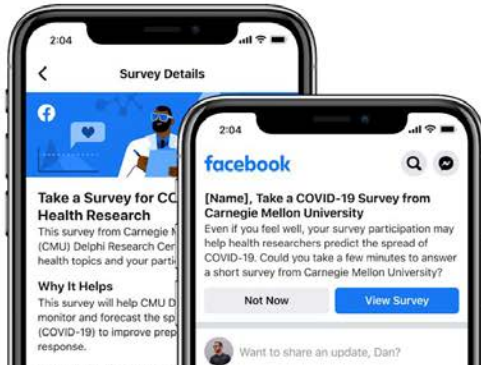 2:04
Survey Details
Take a Survey for CO
Health Research
This survey from Carnegie M
(CMU) Delphi Research Cen
health topics and your parti
Why It Helps
This survey will help CMU D
monitor and forecast the sp
(COVID-19) to improve prep
response.
2:04
facebook
[Name], Take a COVID-19 Survey from
Carnegie Mellon University
Even if you feel well, your survey participation may
help health researchers predict the spread of
COVID-19. Could you take a few minutes to answer
a short survey from Carnegie Mellon University?
Not Now
View Survey
Want to share an update, Dan?